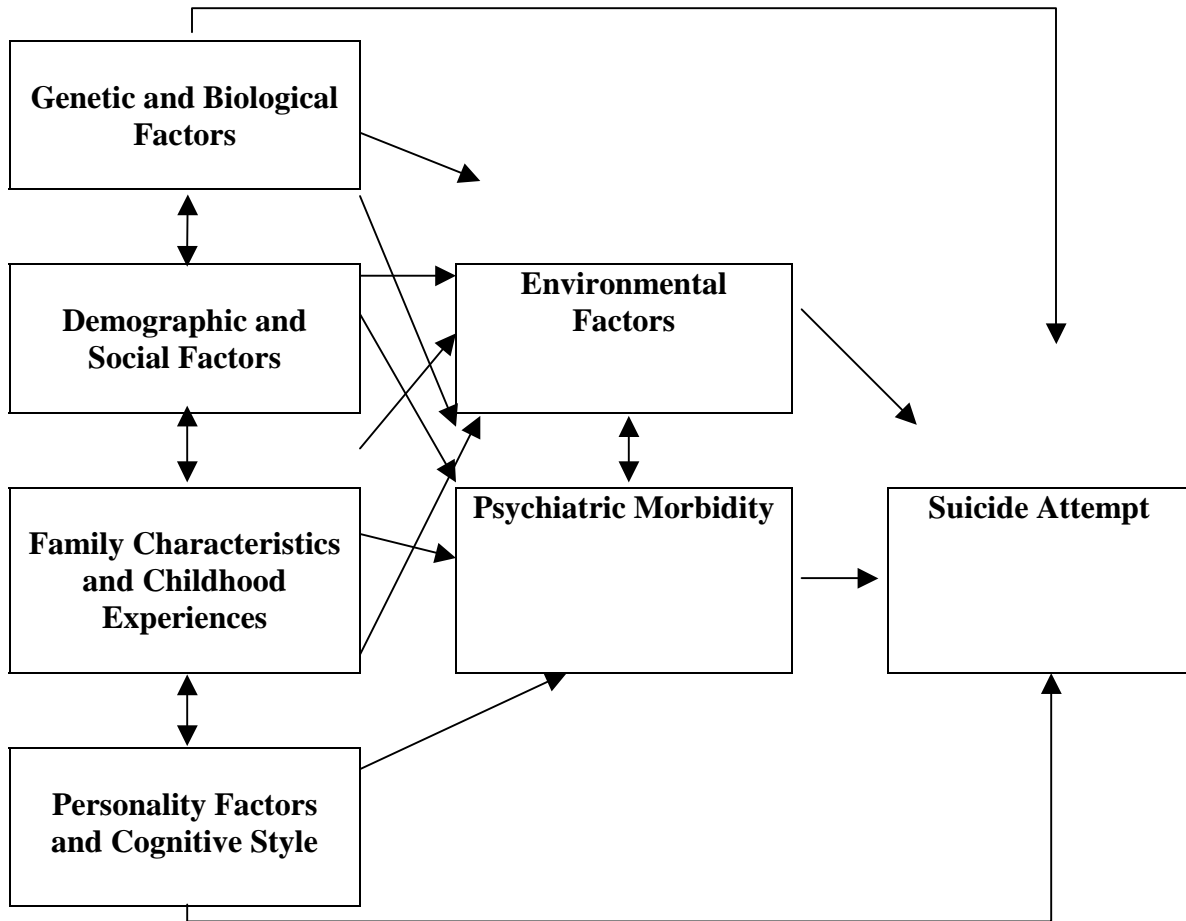 Genetic and Biological
Factors
Demographic and
Social Factors
Family Characteristics
and Childhood
Experiences
Personality Factors
and Cognitive Style
Environmental
Factors
Psychiatric Morbidity
Suicide Attempt